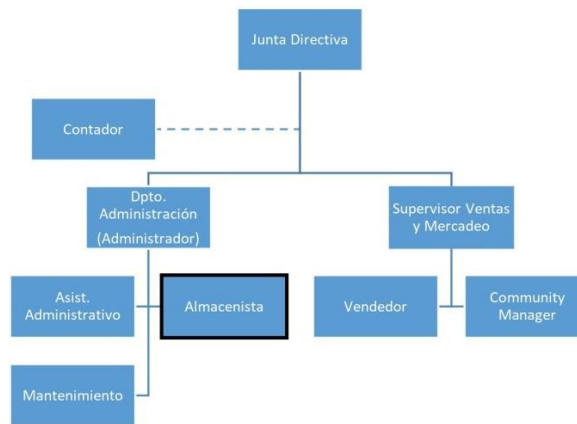 Junta Directiva
Contador
Dpto.
Administración
(Administrador)
Supervisor Ventas
y Mercadeo
Asist.
Administrativo
Almacenista
Vendedor
Community
Manager
Mantenimiento